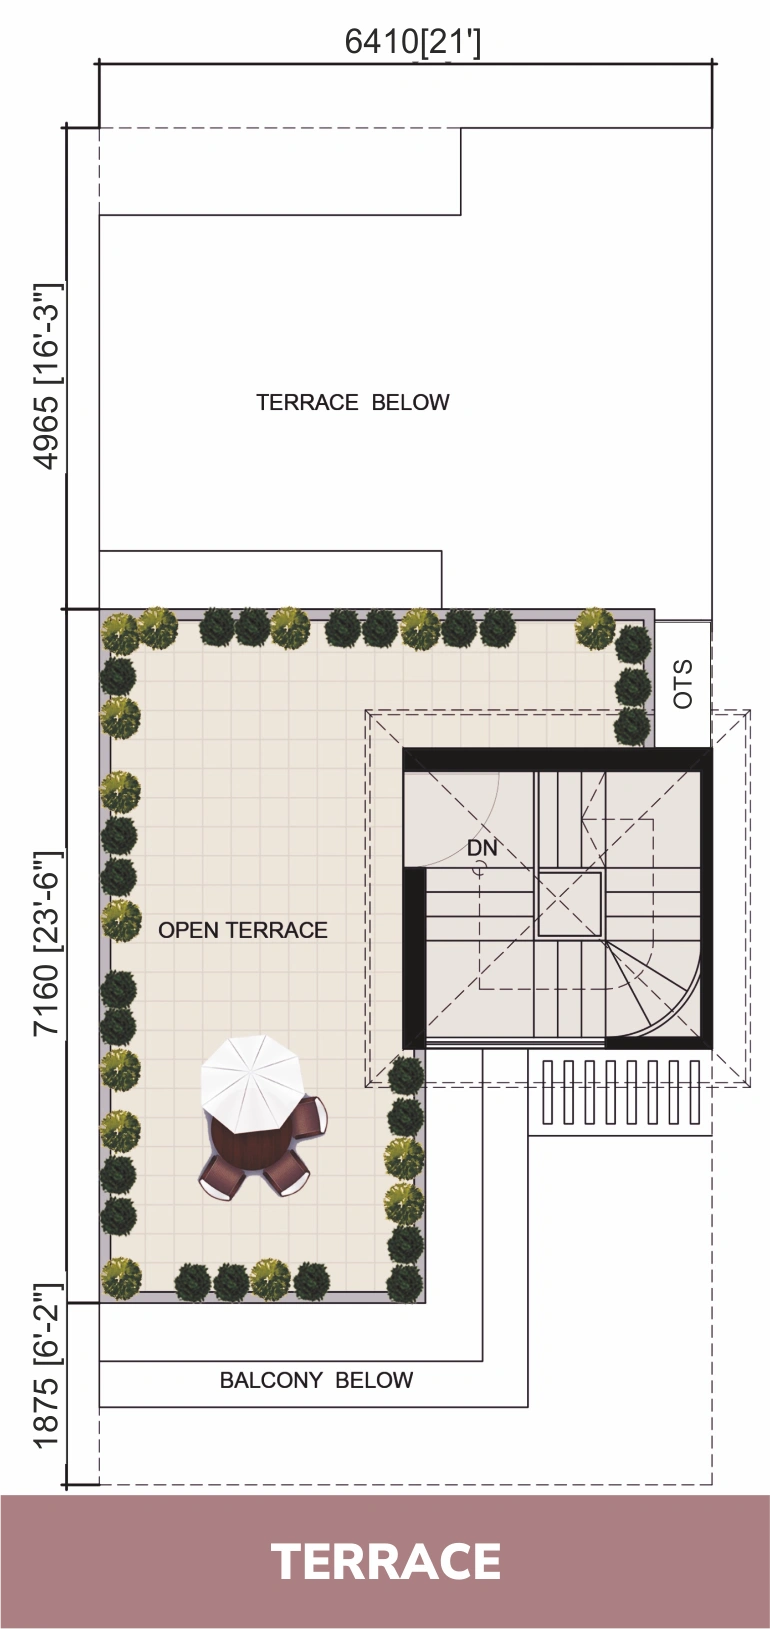 6410[21']
4965 [16'-3"]
TERRACE BELOW
OTS
DN
7160 [23'-6"]
OPEN TERRACE
1875 [6'-2"]
BALCONY BELOW
TERRACE